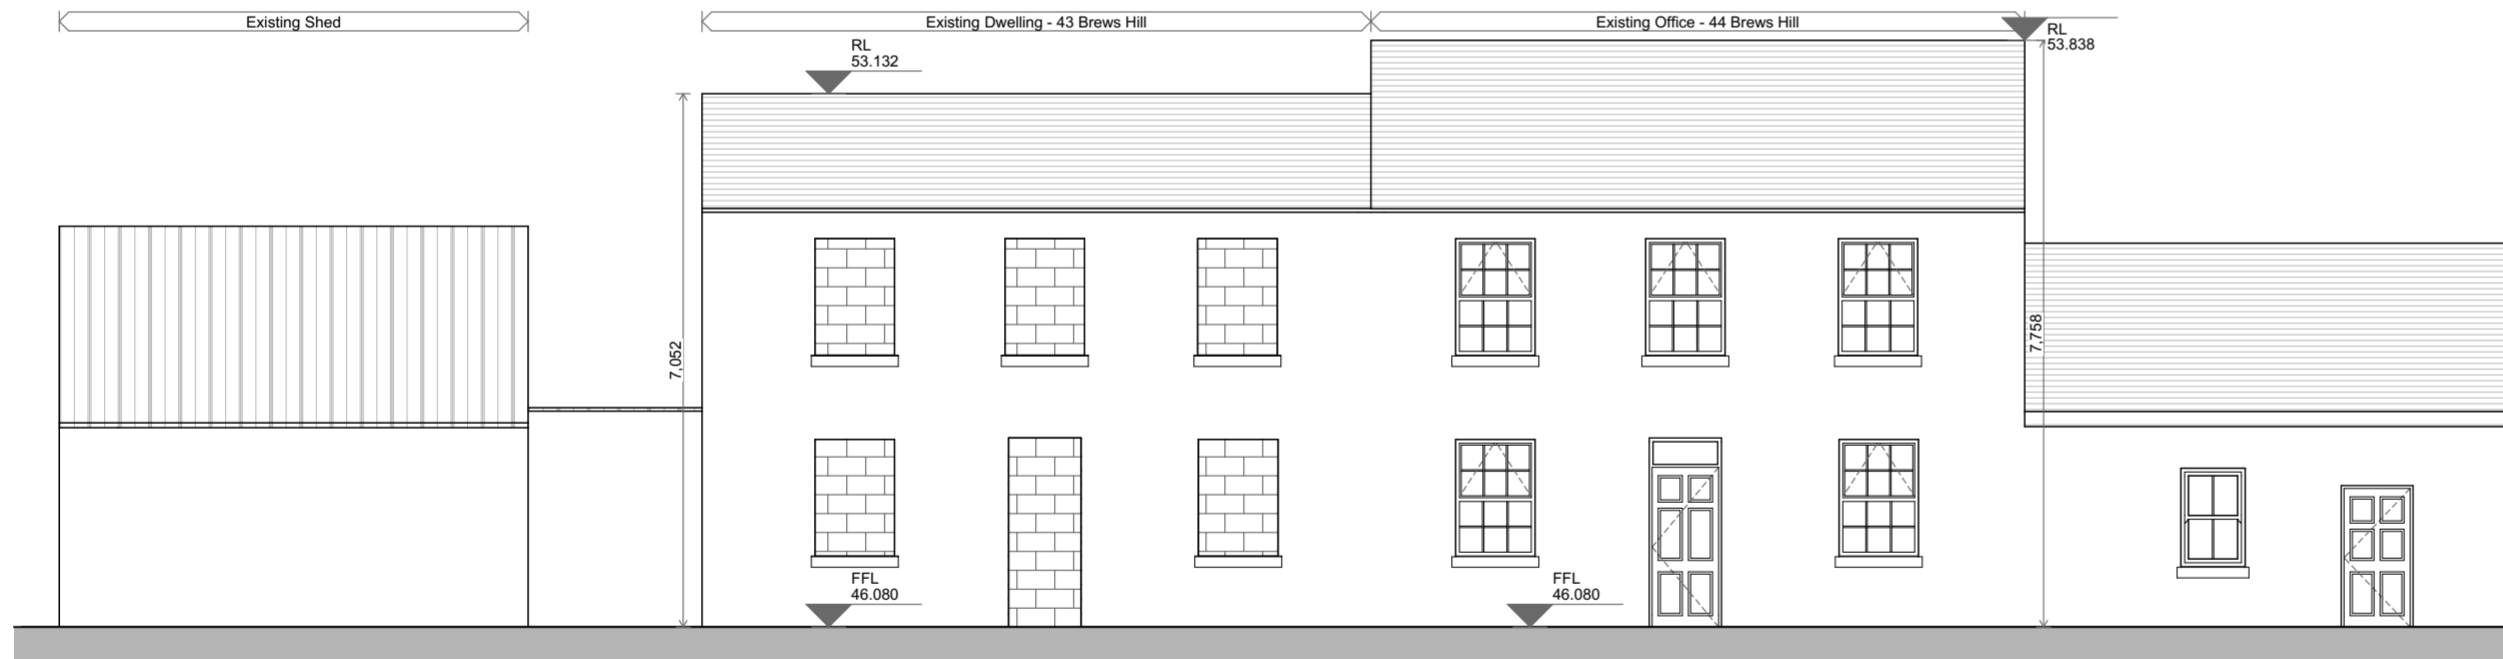 Existing Shed
Existing Dwelling - 43 Brews Hill
Existing Office - 44 Brews Hill
RL
53.838
RL
53.132
7,052
7,758
FFL
46.080
FFL
46.080